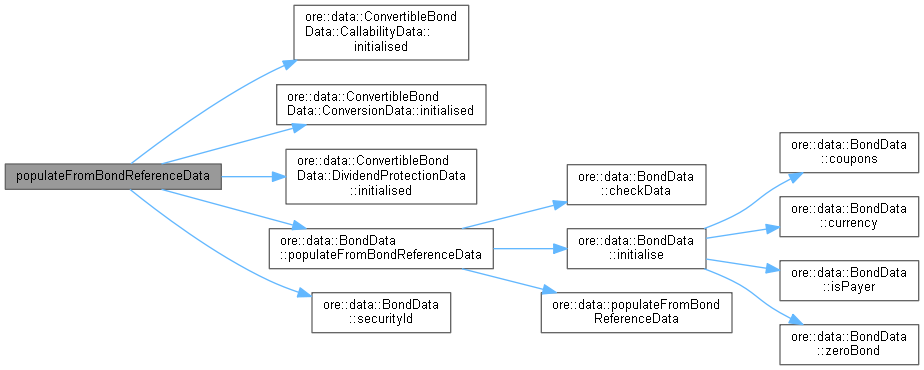 populateFromBondReferenceData
ore::data::ConvertibleBond
Data::CallabilityData::
initialised
ore::data::ConvertibleBond
Data::ConversionData::initialised
ore::data::ConvertibleBond
Data::DividendProtectionData
::initialised
ore::data::BondData
::populateFromBondReferenceData
ore::data::BondData
::securityId
ore::data::BondData
::checkData
ore::data::BondData
::initialise
ore::data::populateFromBond
ReferenceData
ore::data::BondData
::coupons
ore::data::BondData
::currency
ore::data::BondData
::isPayer
ore::data::BondData
::zeroBond